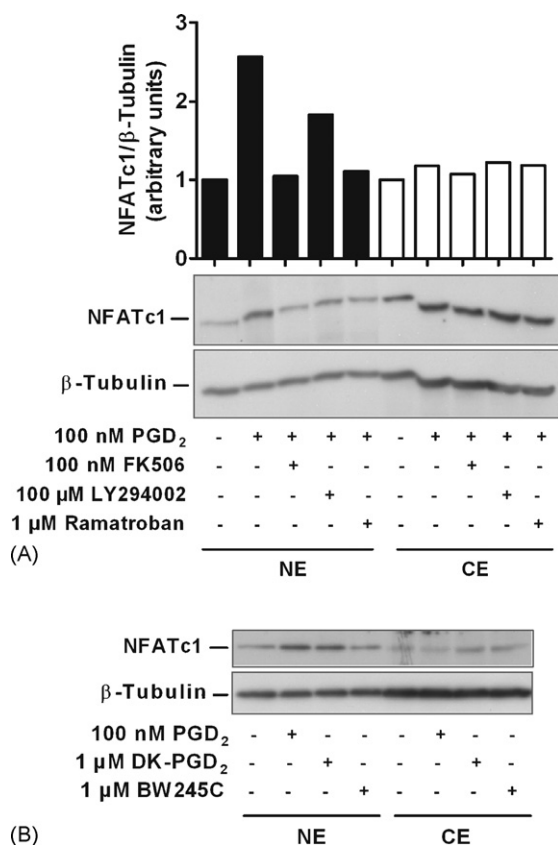 3
2
1
0
NFATc1/β-Tubulin
(arbitrary units)
NFATc1
β-Tubulin
100 nM PGD₂ - + + + + - + + + +
100 nM FK506 - - + - - - - + - -
100 µM LY294002 - - - + - - - - + -
1 µM Ramatroban - - - - + - - - - +
(A)
NE CE
NFATc1
β-Tubulin
100 nM PGD₂ - + - - - + - -
1 µM DK-PGD₂ - - + - - - + -
1 µM BW245C - - - + - - - +
(B)
NE CE